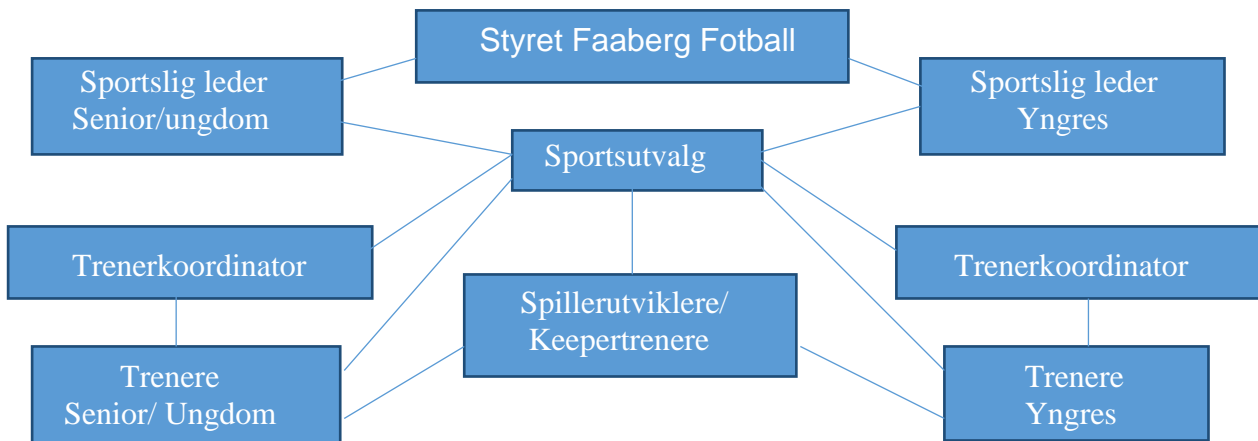 Styret Faaberg Fotball
Sportslig leder
Senior/ungdom
Sportslig leder
Yngres
Sportsutvalg
Trenerkoordinator
Trenerkoordinator
Spillerutviklere/
Keepertrenere
Trenere
Senior/ Ungdom
Trenere
Yngres